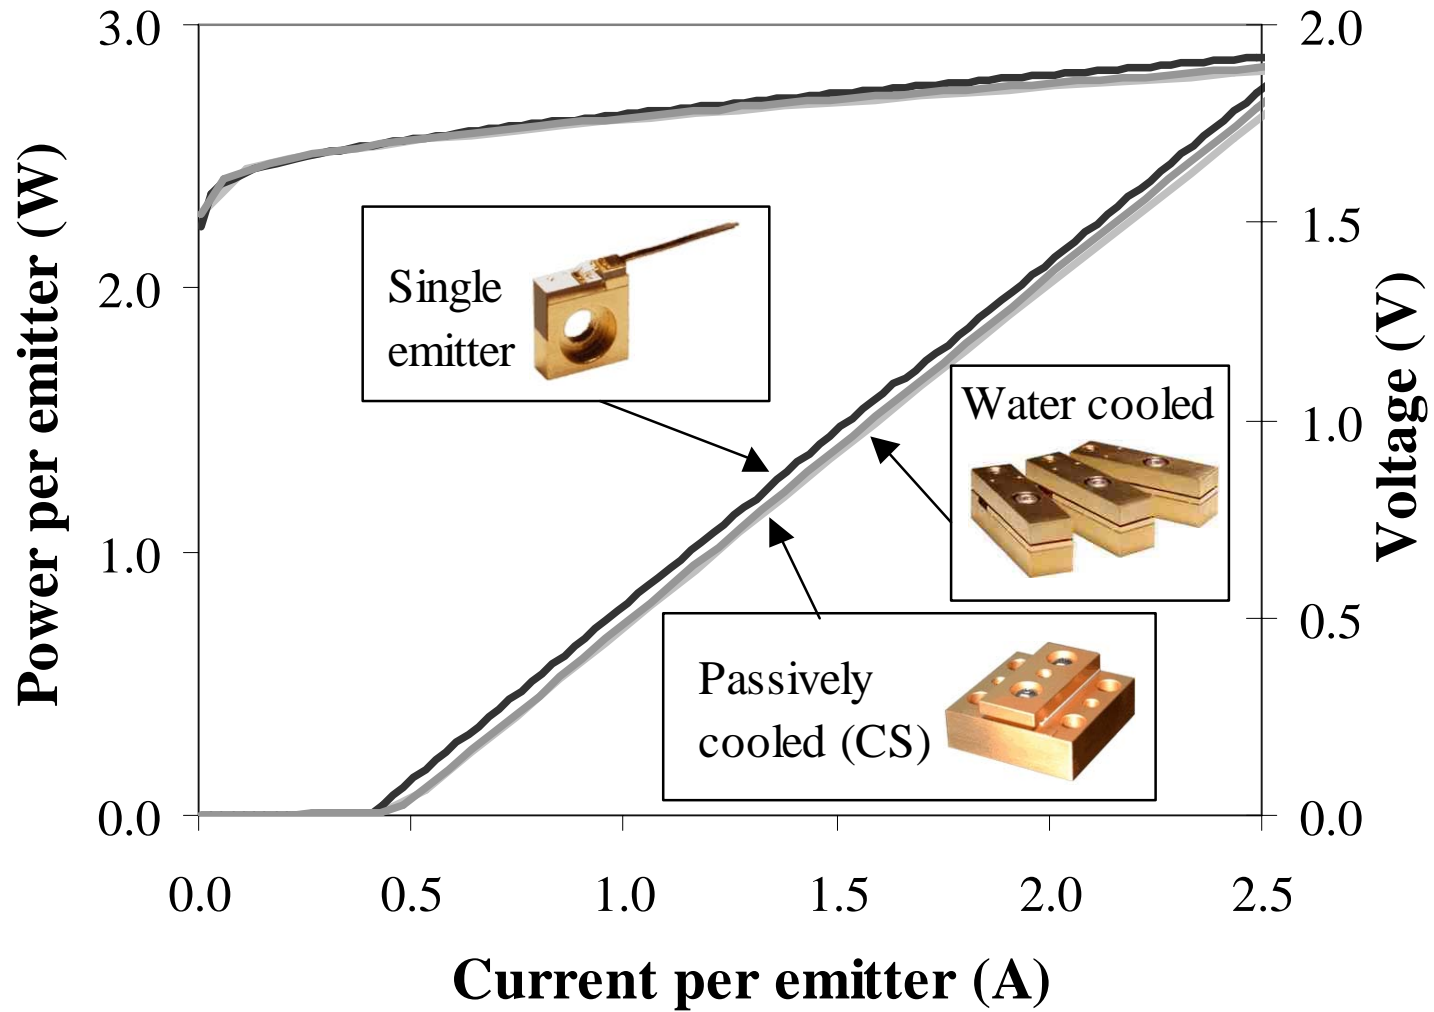 3.0
2.0
1.0
0.0
Power per emitter (W)
2.0
1.5
1.0
0.5
0.0
Voltage (V)
Single
emitter
Water cooled
Passively
cooled (CS)
0.0 0.5 1.0 1.5 2.0 2.5
Current per emitter (A)